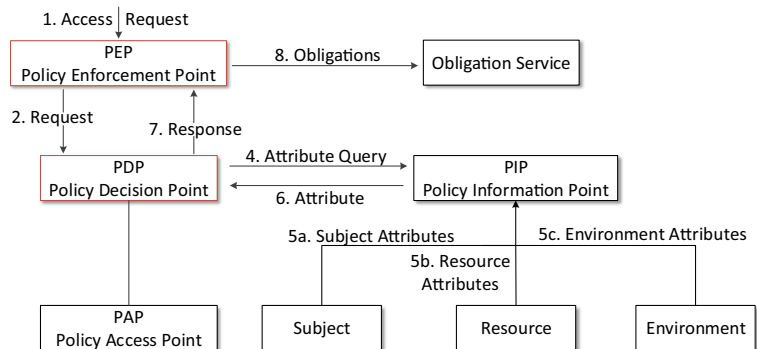 1. Access Request
PEP
Policy Enforcement Point
8. Obligations
Obligation Service
2. Request
7. Response
PDP
Policy Decision Point
4. Attribute Query
6. Attribute
PIP
Policy Information Point
5a. Subject Attributes
5b. Resource
Attributes
5c. Environment Attributes
PAP
Policy Access Point
Subject
Resource
Environment